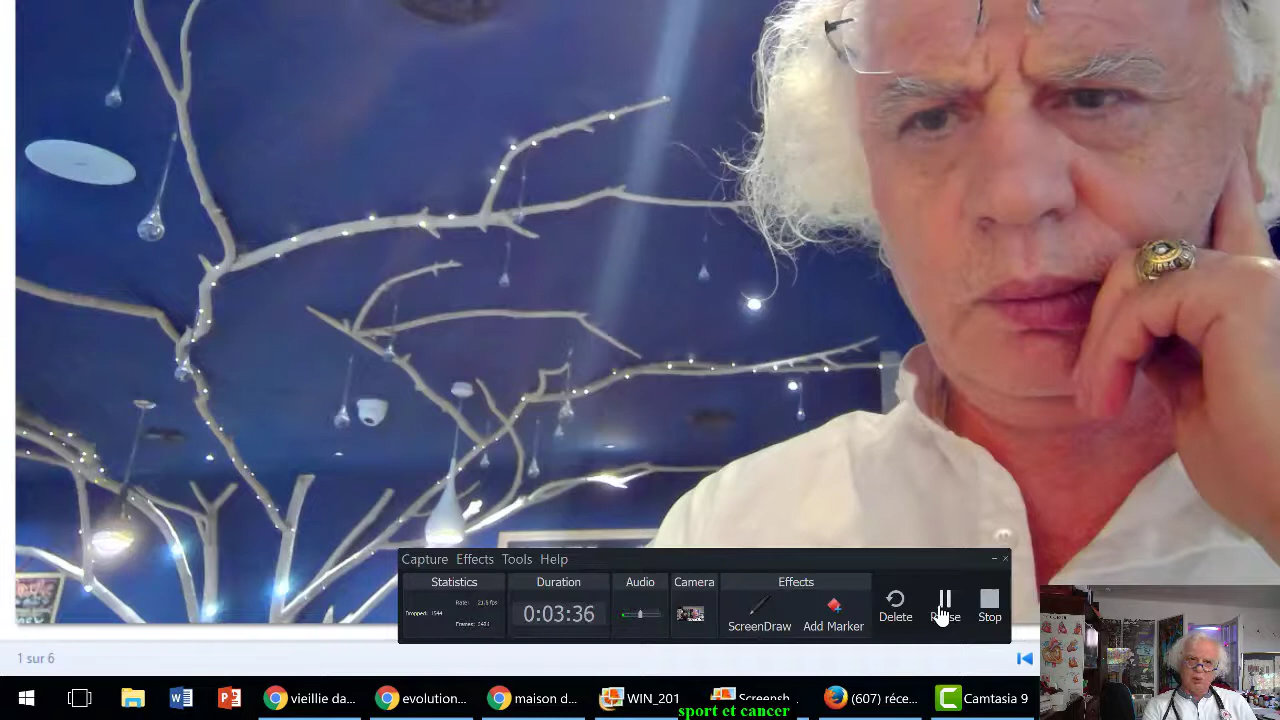 Capture Effects Tools Help
Statistics Duration Audio Camera Effects
Rate:
0:03:36
ScreenDraw Add Marker Delete Pause Stop
1 sur 6
vieillie da... evolution... maison d... WIN_201 Screensh... (607) réce... Camtasia 9
sport et cancer